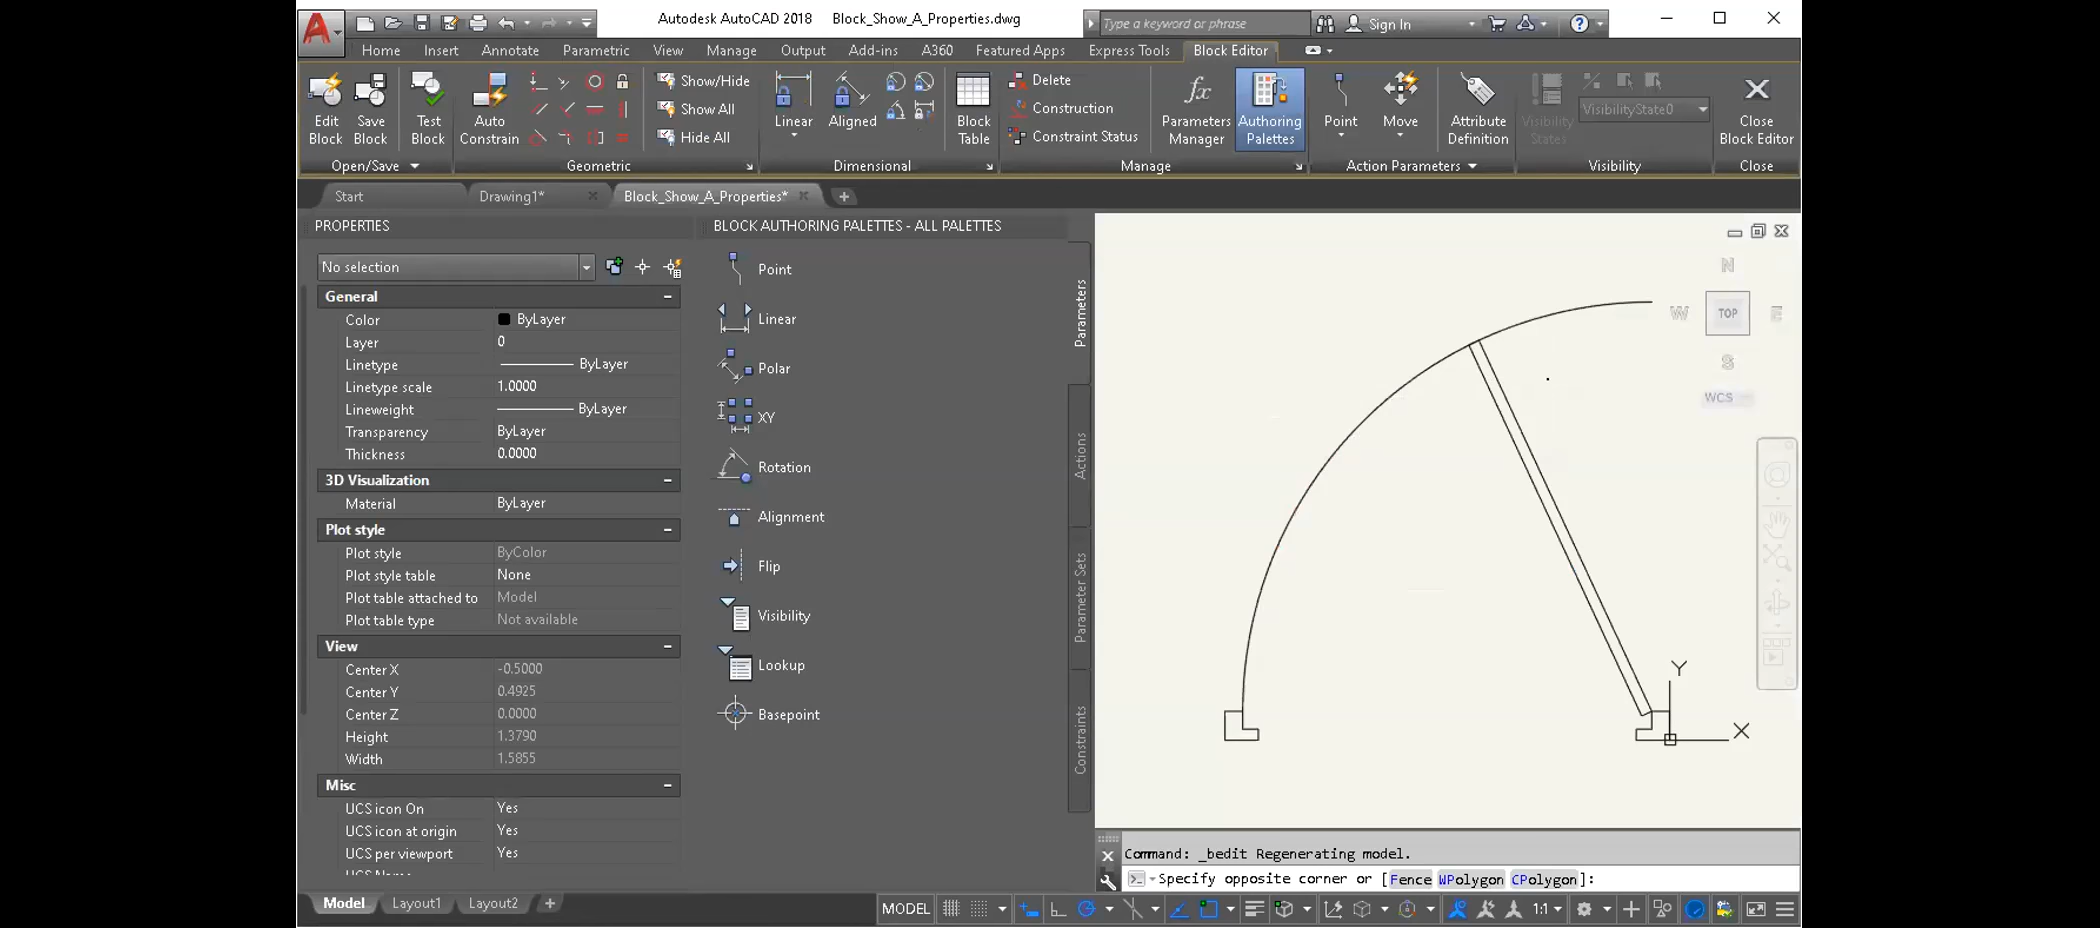 Autodesk AutoCAD 2018 Block_Show_A_Properties.dwg Type a keyword or phrase Sign In
Home Insert Annotate Parametric View Manage Output Add-ins A360 Featured Apps Express Tools Block Editor
Edit Block
Save Block
Test Block
Auto Constrain
Show/Hide
Show All
Hide All
Linear
Aligned
Block Table
Delete
Construction
Constraint Status
fx
Parameters Manager
Authoring Palettes
Point
Move
Attribute Definition
Visibility States
VisibilityState0
Close Block Editor
Open/Save Geometric Dimensional Manage Action Parameters Visibility Close
Start Drawing1* Block_Show_A_Properties*
PROPERTIES
No selection
General
Color ByLayer
Layer 0
Linetype ByLayer
Linetype scale 1.0000
Lineweight ByLayer
Transparency ByLayer
Thickness 0.0000
3D Visualization
Material ByLayer
Plot style
Plot style ByColor
Plot style table None
Plot table attached to Model
Plot table type Not available
View
Center X -0.5000
Center Y 0.4925
Center Z 0.0000
Height 1.3790
Width 1.5855
Misc
UCS icon On Yes
UCS icon at origin Yes
UCS per viewport Yes
BLOCK AUTHORING PALETTES - ALL PALETTES
Point
Linear
Polar
XY
Rotation
Alignment
Flip
Visibility
Lookup
Basepoint
Parameters
Actions
Parameter Sets
Constraints
N
W TOP E
S
WCS
Y
X
Command: _bedit Regenerating model.
Specify opposite corner or [Fence WPolygon CPolygon]:
Model Layout1 Layout2
MODEL 1:1